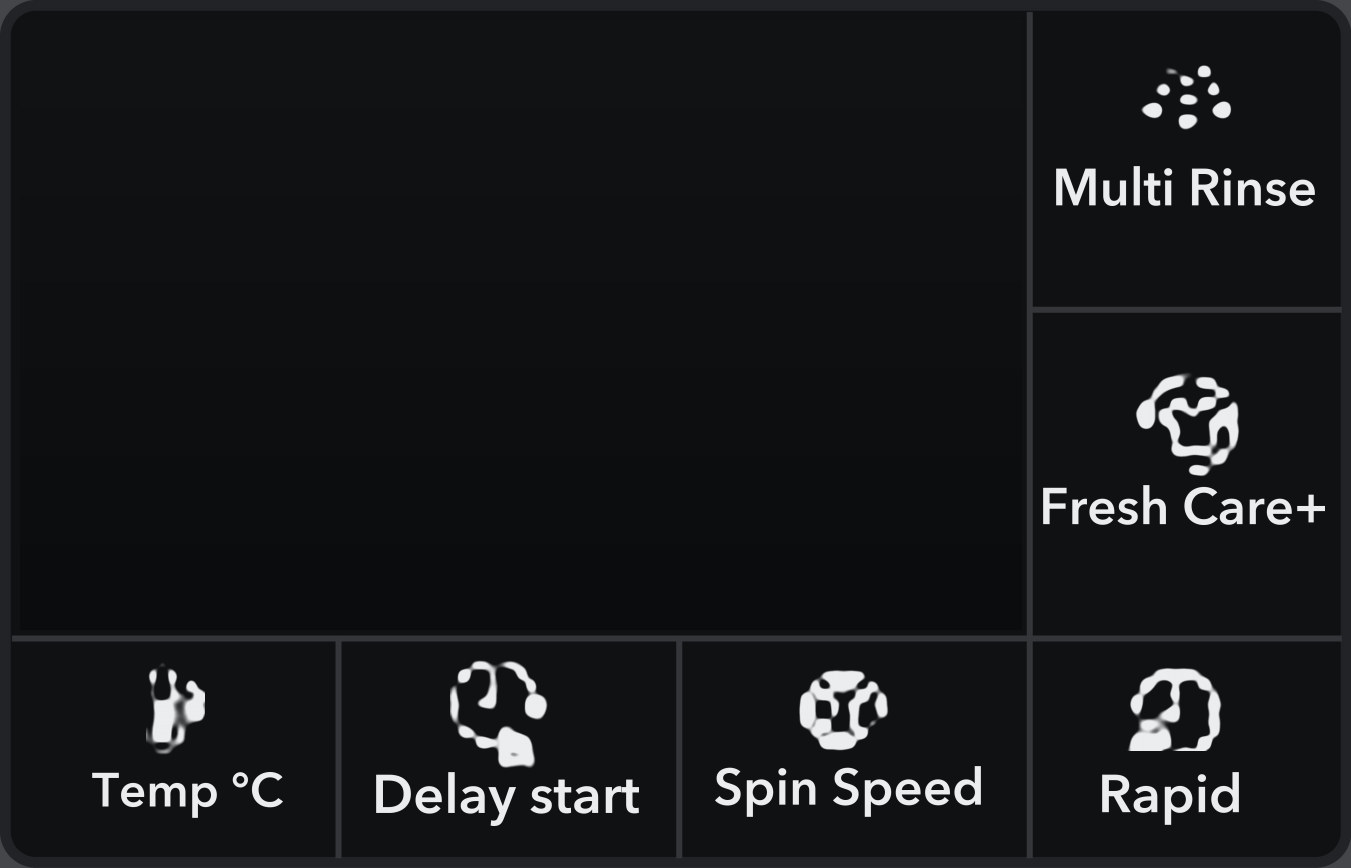 Multi Rinse
Fresh Care+
Temp °C
Delay start
Spin Speed
Rapid